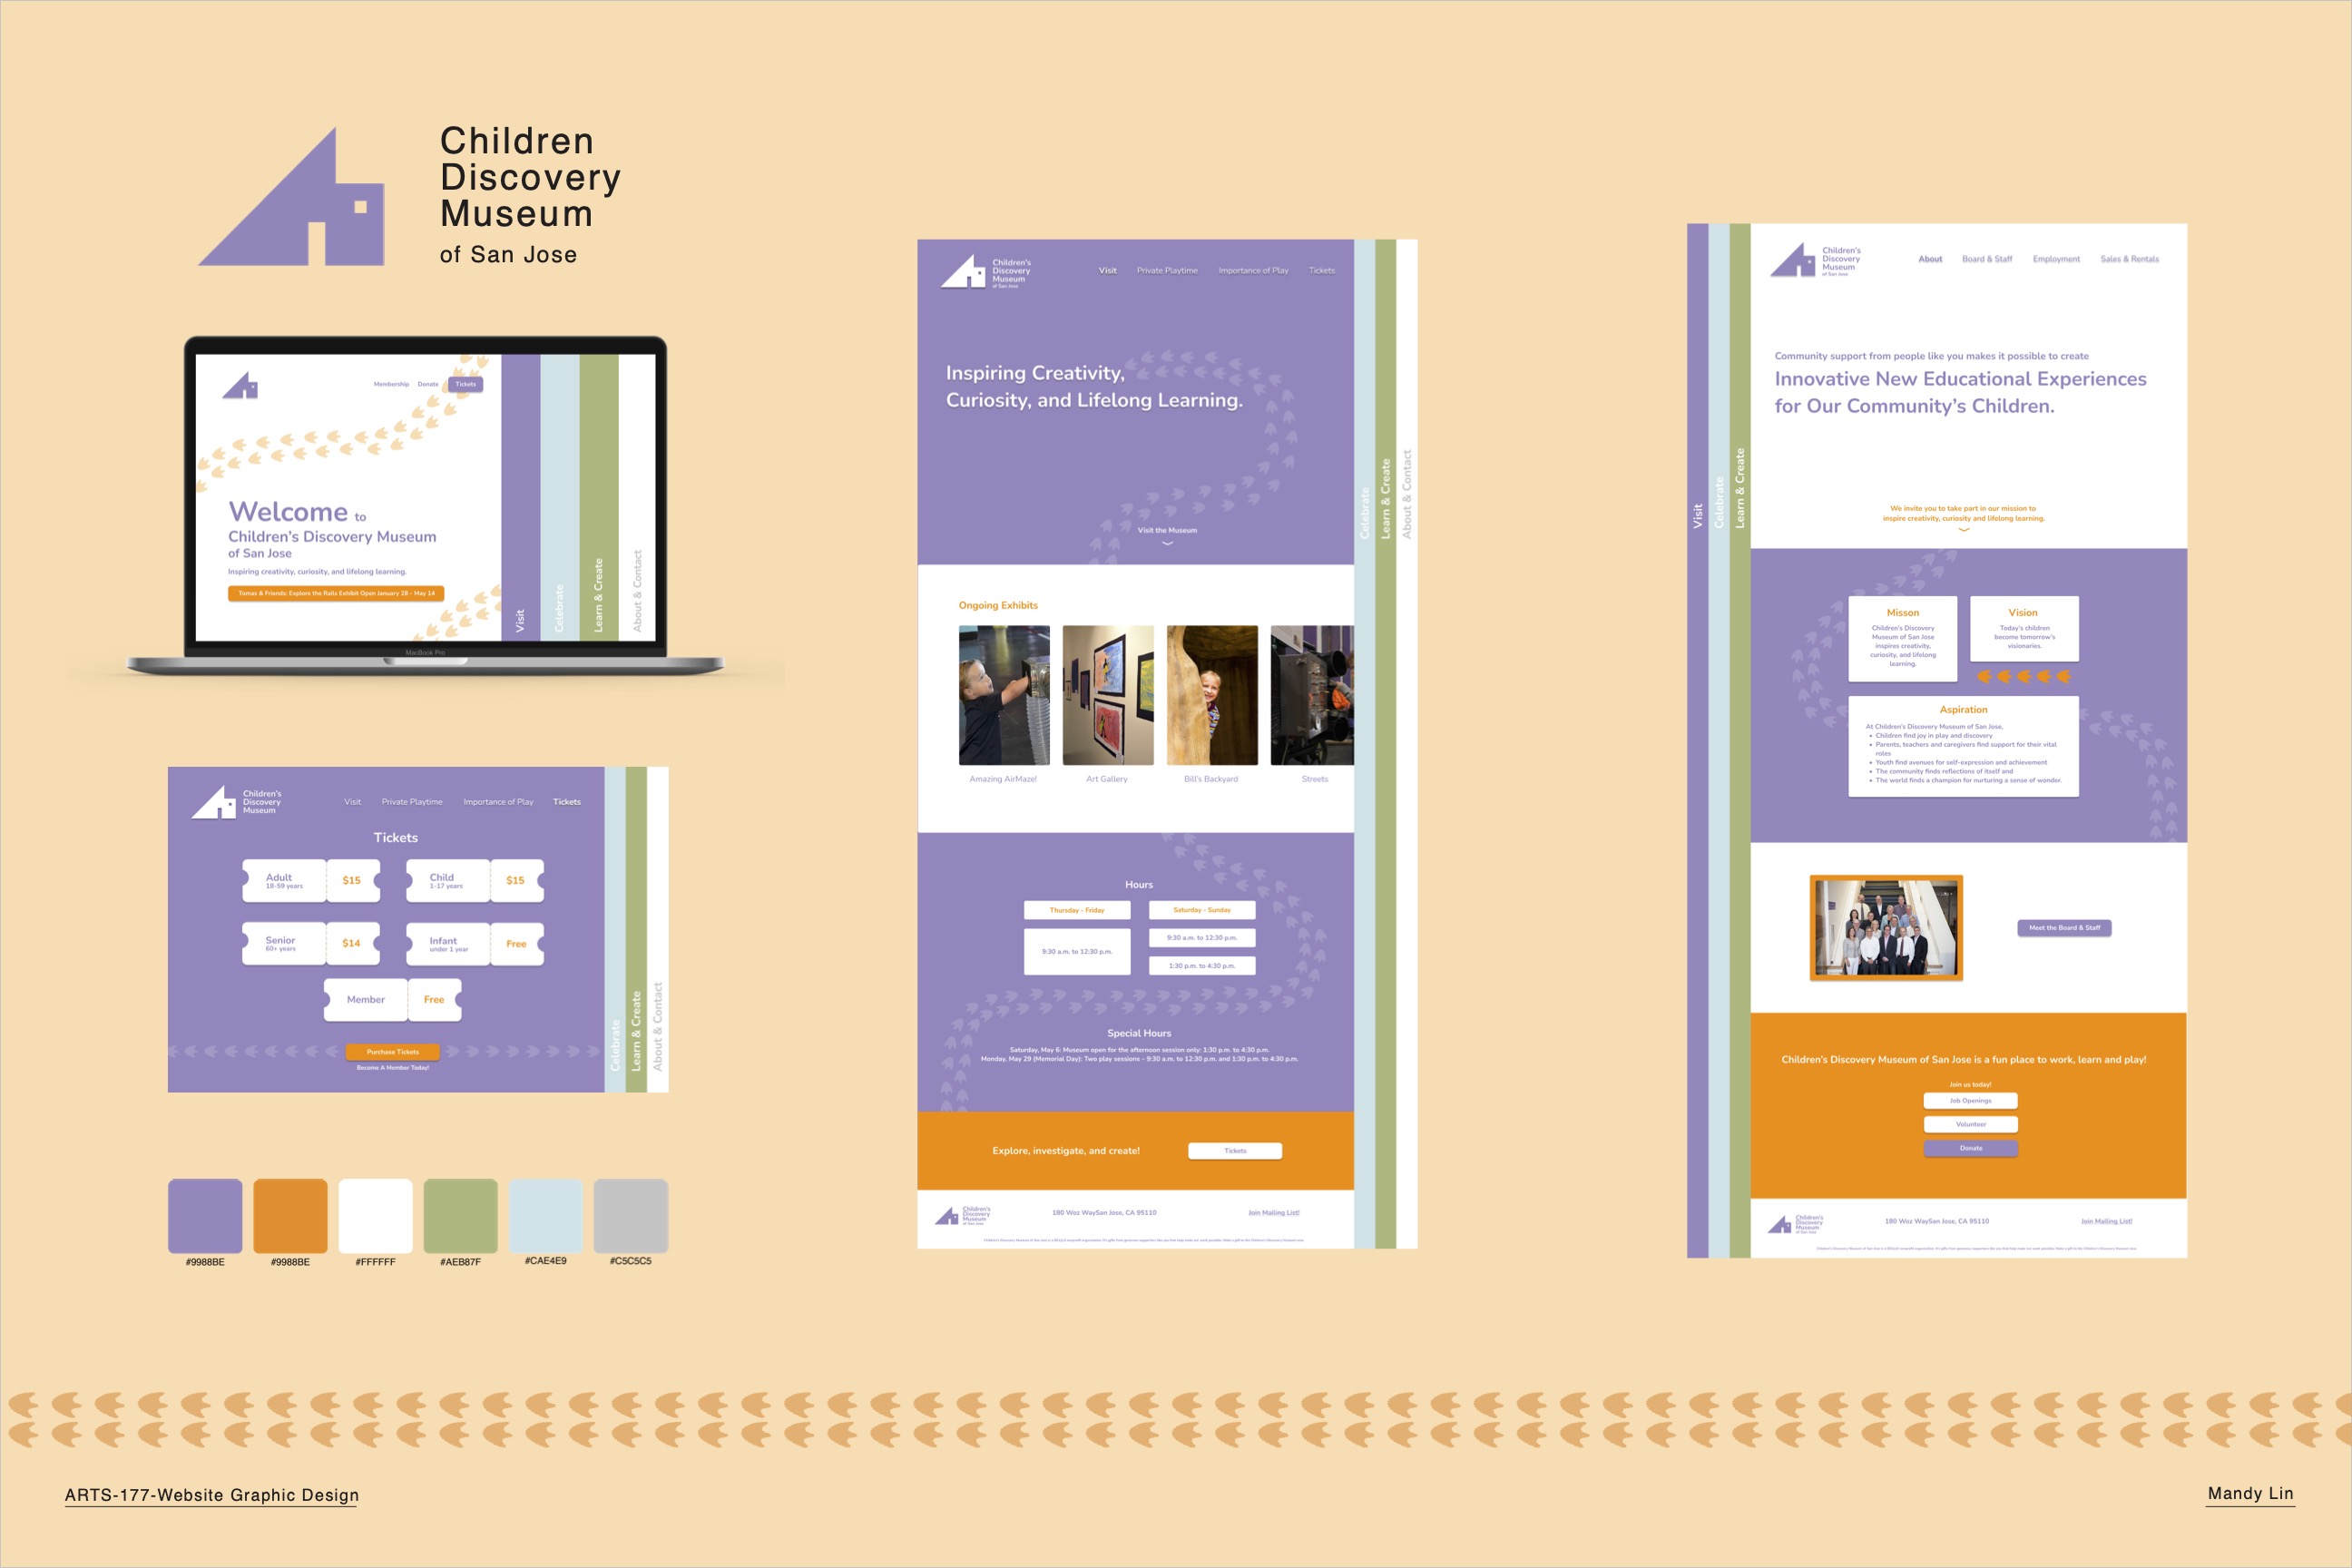 Children
Discovery
Museum
of San Jose
Membership Donate Tickets
Welcome to
Children's Discovery Museum
of San Jose
Inspiring creativity, curiosity, and lifelong learning.
Tomas & Friends: Explore the Rails Exhibit Open January 28 - May 14
Visit
Celebrate
Learn & Create
About & Contact
MacBook Pro
Children's
Discovery
Museum
Visit Private Playtime Importance of Play Tickets
Tickets
Adult
18-59 years
$15
Child
1-17 years
$15
Senior
60+ years
$14
Infant
under 1 year
Free
Member
Free
Purchase Tickets
Become A Member Today!
Celebrate
Learn & Create
About & Contact
#9988BE #9988BE #FFFFFF #AEB87F #CAE4E9 #C5C5C5
Children's
Discovery
Museum
of San Jose
Visit Private Playtime Importance of Play Tickets
Inspiring Creativity,
Curiosity, and Lifelong Learning.
Visit the Museum
Celebrate
Learn & Create
About & Contact
Ongoing Exhibits
Amazing AirMaze! Art Gallery Bill's Backyard Streets
Hours
Thursday - Friday
9:30 a.m. to 12:30 p.m.
Saturday - Sunday
9:30 a.m. to 12:30 p.m.
1:30 p.m. to 4:30 p.m.
Special Hours
Saturday, May 6: Museum open for the afternoon session only: 1:30 p.m. to 4:30 p.m.
Monday, May 29 (Memorial Day): Two play sessions - 9:30 a.m. to 12:30 p.m. and 1:30 p.m. to 4:30 p.m.
Explore, investigate, and create!
Tickets
Children's
Discovery
Museum
of San Jose
180 Woz WaySan Jose, CA 95110
Join Mailing List!
Visit
Celebrate
Learn & Create
Children's
Discovery
Museum
of San Jose
About Board & Staff Employment Sales & Rentals
Community support from people like you makes it possible to create
Innovative New Educational Experiences
for Our Community's Children.
We invite you to take part in our mission to
inspire creativity, curiosity and lifelong learning.
Misson
Children's Discovery
Museum of San Jose
inspires creativity,
curiosity, and lifelong
learning.
Vision
Today's children
become tomorrow's
visionaries.
Aspiration
At Children's Discovery Museum of San Jose,
• Children find joy in play and discovery
• Parents, teachers and caregivers find support for their vital
roles
• Youth find avenues for self-expression and achievement
• The community finds reflections of itself and
• The world finds a champion for nurturing a sense of wonder.
Meet the Board & Staff
Children's Discovery Museum of San Jose is a fun place to work, learn and play!
Join us today!
Job Openings
Volunteer
Donate
Children's
Discovery
Museum
of San Jose
180 Woz WaySan Jose, CA 95110
Join Mailing List!
ARTS-177-Website Graphic Design
Mandy Lin